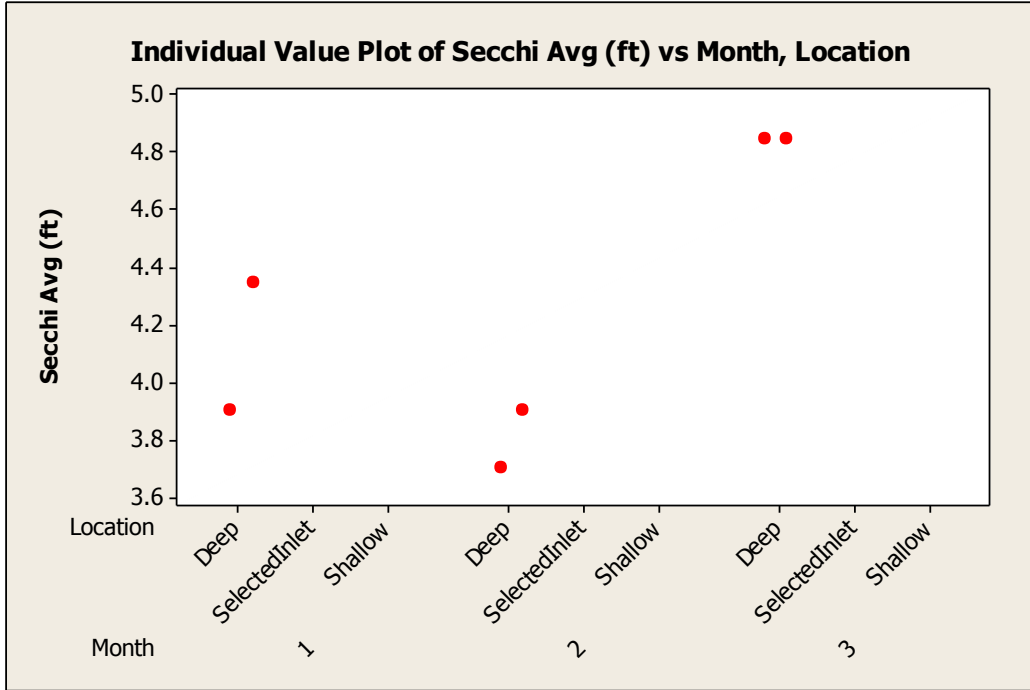 Individual Value Plot of Secchi Avg (ft) vs Month, Location
Secchi Avg (ft)
5.0
4.8
4.6
4.4
4.2
4.0
3.8
3.6
Location
Deep
SelectedInlet
Shallow
Deep
SelectedInlet
Shallow
Deep
SelectedInlet
Shallow
Month
1
2
3